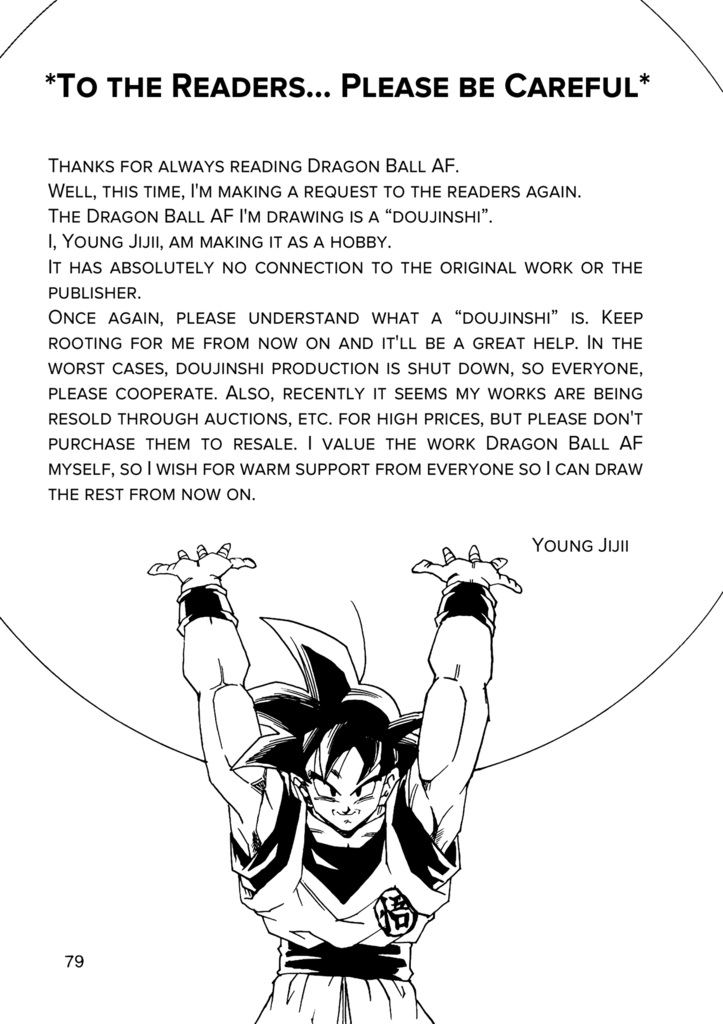 *To the Readers... Please be Careful*
Thanks for always reading Dragon Ball AF.
Well, this time, I'm making a request to the readers again.
The Dragon Ball AF I'm drawing is a “doujinshi”.
I, Young Jijii, am making it as a hobby.
It has absolutely no connection to the original work or the
publisher.
Once again, please understand what a “doujinshi” is. Keep
rooting for me from now on and it'll be a great help. In the
worst cases, doujinshi production is shut down, so everyone,
please cooperate. Also, recently it seems my works are being
resold through auctions, etc. for high prices, but please don't
purchase them to resale. I value the work Dragon Ball AF
myself, so I wish for warm support from everyone so I can draw
the rest from now on.
Young Jijii
悟
79